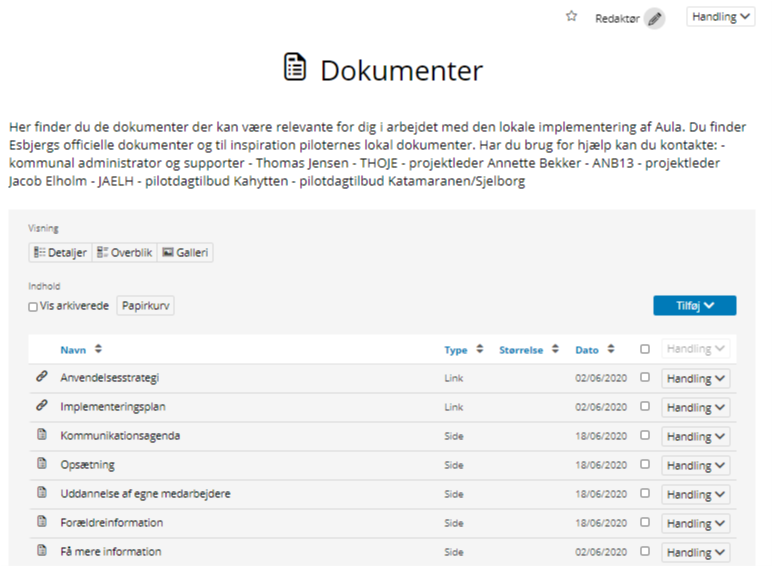 Redaktør Handling
Dokumenter
Her finder du de dokumenter der kan være relevante for dig i arbejdet med den lokale implementering af Aula. Du finder
Esbjergs officielle dokumenter og til inspiration piloternes lokal dokumenter. Har du brug for hjælp kan du kontakte: -
kommunal administrator og supporter - Thomas Jensen - THOJE - projektleder Annette Bekker - ANB13 - projektleder
Jacob Elholm - JAELH - pilotdagtilbud Kahytten - pilotdagtilbud Katamaranen/Sjelborg
Visning
Detaljer Overblik Galleri
Indhold
Vis arkiverede Papirkurv Tilføj
Navn Type Størrelse Dato Handling
Anvendelsesstrategi Link 02/06/2020 Handling
Implementeringsplan Link 02/06/2020 Handling
Kommunikationsagenda Side 18/06/2020 Handling
Opsætning Side 18/06/2020 Handling
Uddannelse af egne medarbejdere Side 18/06/2020 Handling
Forældreinformation Side 18/06/2020 Handling
Få mere information Side 02/06/2020 Handling